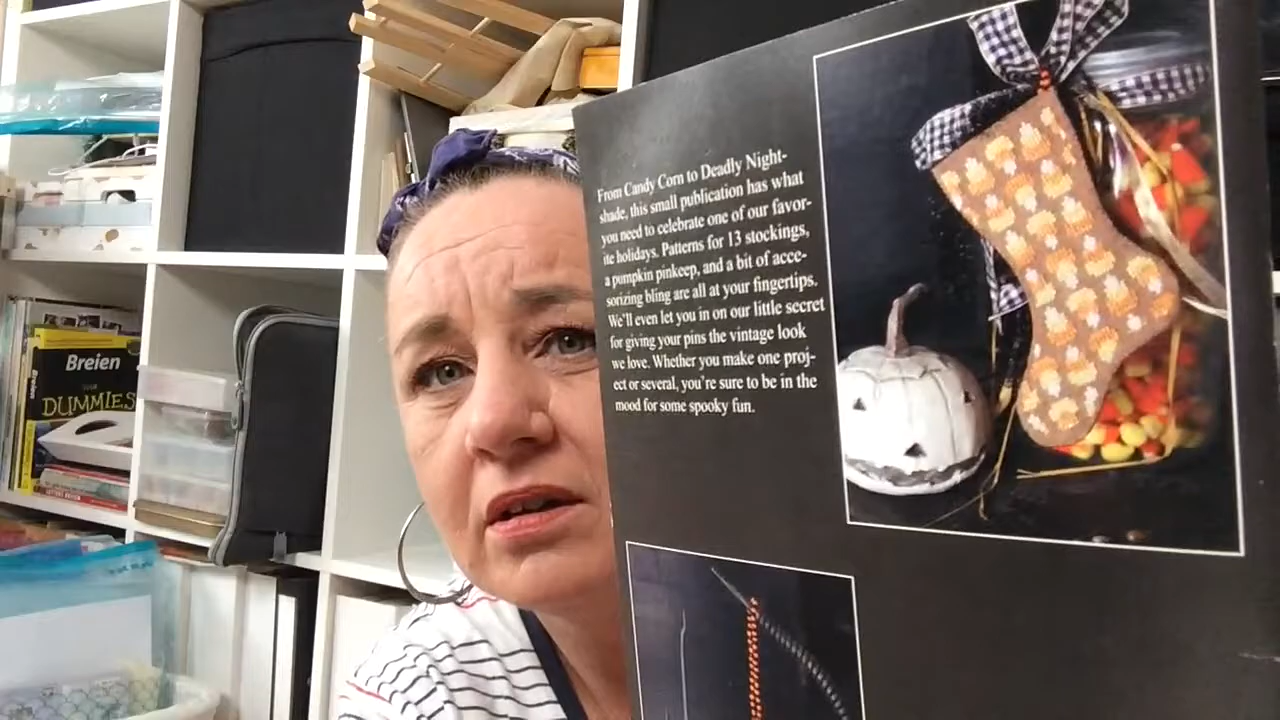 From Candy Corn to Deadly Night-
shade, this small publication has what
you need to celebrate one of our favor-
ite holidays. Patterns for 13 stockings,
a pumpkin pinkeep, and a bit of acce-
sorizing bling are all at your fingertips.
We'll even let you in on our little secret
for giving your pins the vintage look
we love. Whether you make one proj-
ect or several, you're sure to be in the
mood for some spooky fun.
Breien
DUMMIES
Breien